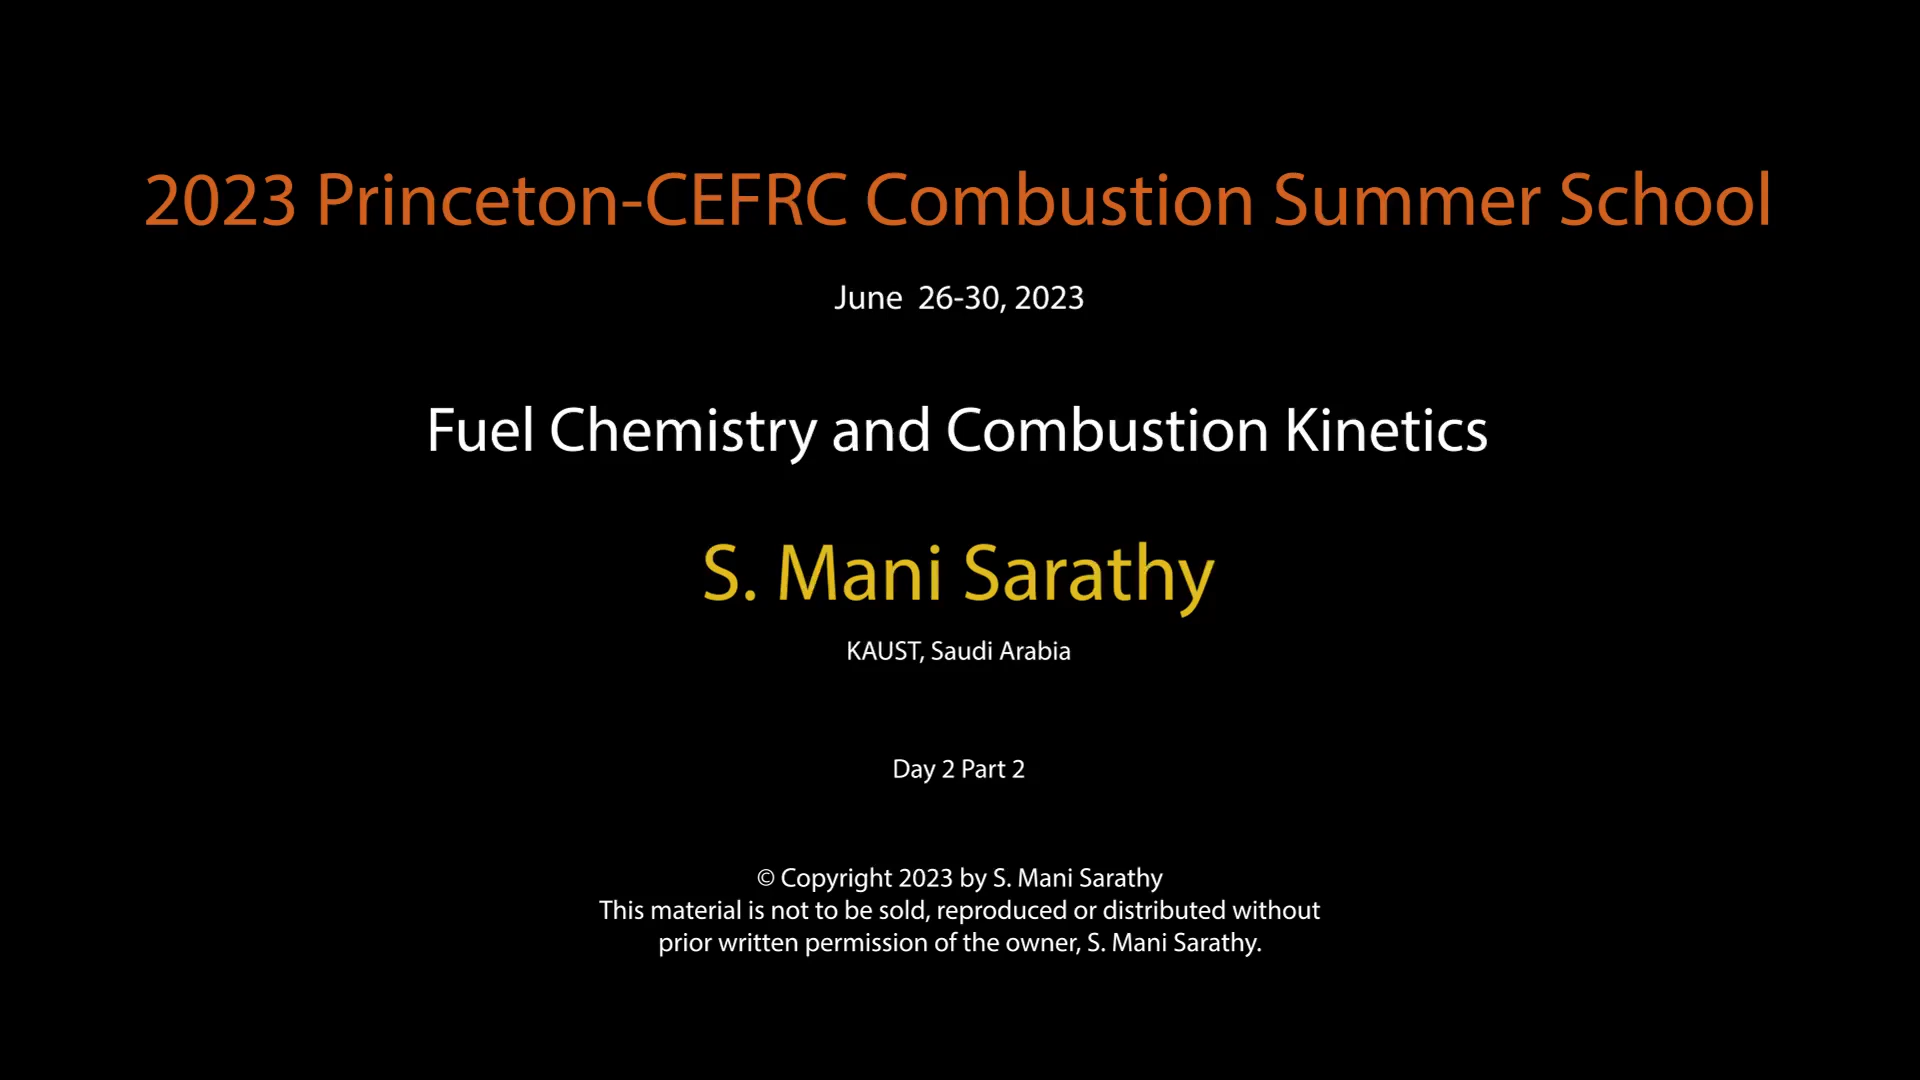 2023 Princeton-CEFRC Combustion Summer School
June 26-30, 2023
Fuel Chemistry and Combustion Kinetics
S. Mani Sarathy
KAUST, Saudi Arabia
Day 2 Part 2
© Copyright 2023 by S. Mani Sarathy
This material is not to be sold, reproduced or distributed without
prior written permission of the owner, S. Mani Sarathy.